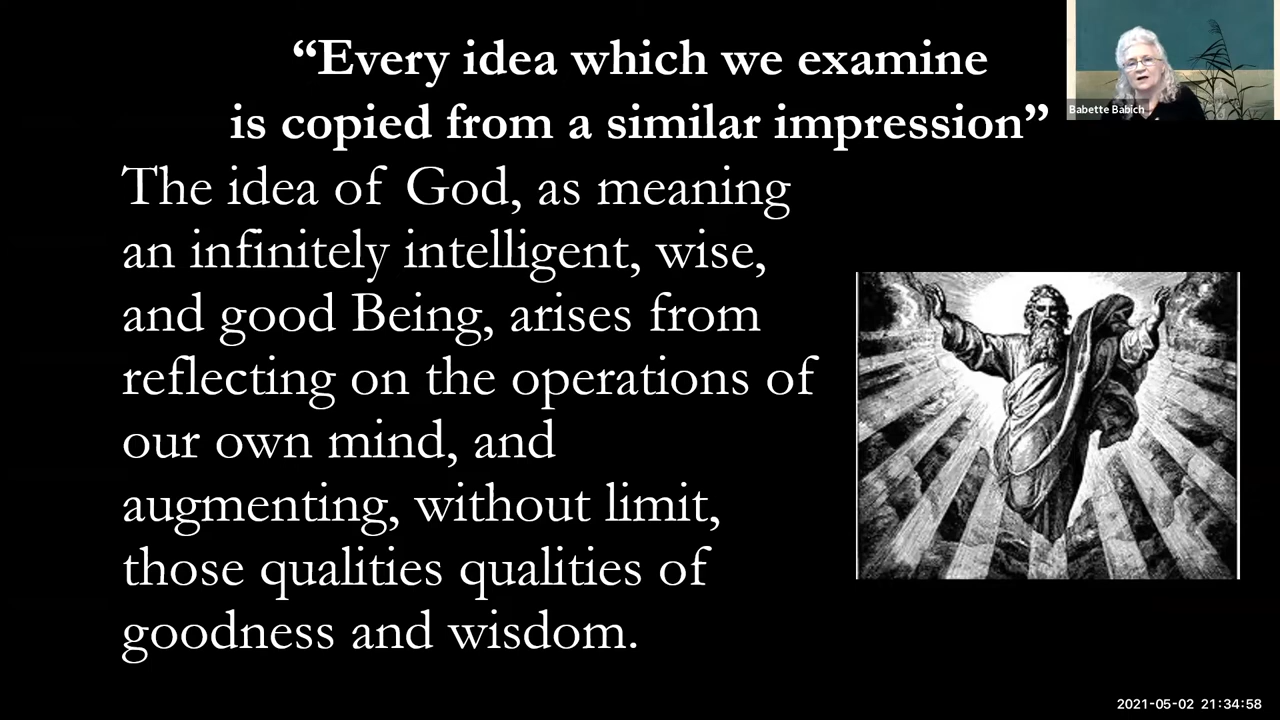 “Every idea which we examine
is copied from a similar impression”
Babette Babich
The idea of God, as meaning
an infinitely intelligent, wise,
and good Being, arises from
reflecting on the operations of
our own mind, and
augmenting, without limit,
those qualities qualities of
goodness and wisdom.
2021-05-02 21:34:58